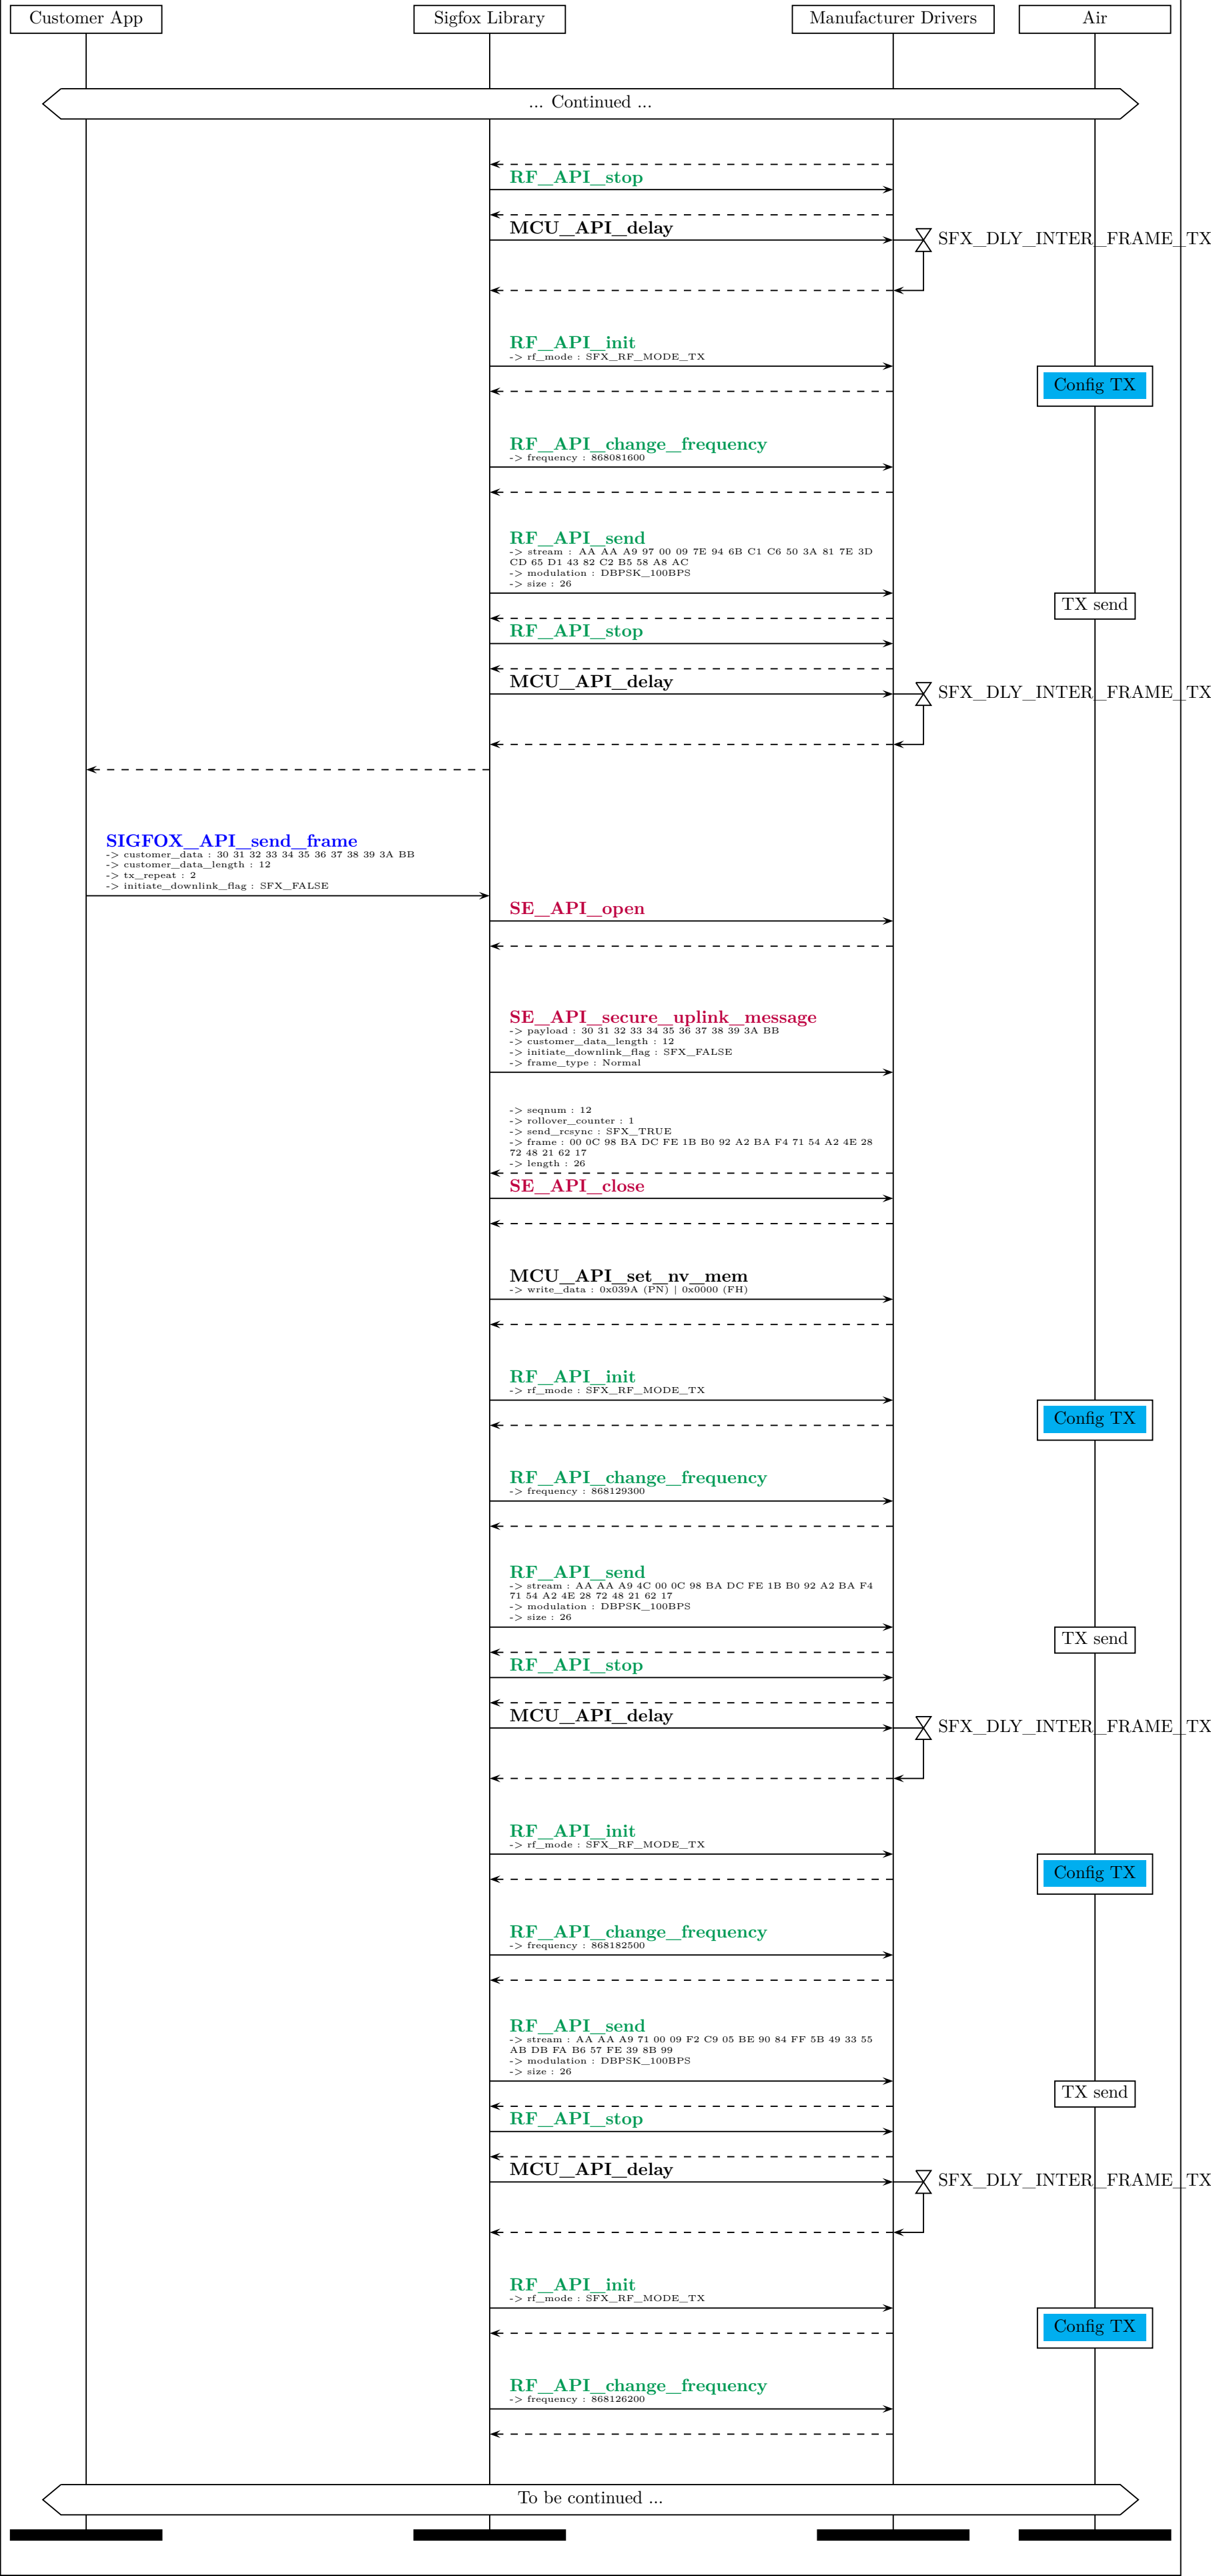 Customer App
Sigfox Library
Manufacturer Drivers
Air
... Continued ...
RF_API_stop
MCU_API_delay
SFX_DLY_INTER_FRAME_TX
RF_API_init
-> rf_mode : SFX_RF_MODE_TX
Config TX
RF_API_change_frequency
-> frequency : 868081600
RF_API_send
-> stream : AA AA A9 97 00 09 7E 94 6B C1 C6 50 3A 81 7E 3D
CD 65 D1 43 82 C2 B5 58 A8 AC
-> modulation : DBPSK_100BPS
-> size : 26
TX send
RF_API_stop
MCU_API_delay
SFX_DLY_INTER_FRAME_TX
SIGFOX_API_send_frame
-> customer_data : 30 31 32 33 34 35 36 37 38 39 3A BB
-> customer_data_length : 12
-> tx_repeat : 2
-> initiate_downlink_flag : SFX_FALSE
SE_API_open
SE_API_secure_uplink_message
-> payload : 30 31 32 33 34 35 36 37 38 39 3A BB
-> customer_data_length : 12
-> initiate_downlink_flag : SFX_FALSE
-> frame_type : Normal
-> seqnum : 12
-> rollover_counter : 1
-> send_rcsync : SFX_TRUE
-> frame : 00 0C 98 BA DC FE 1B B0 92 A2 BA F4 71 54 A2 4E 28
72 48 21 62 17
-> length : 26
SE_API_close
MCU_API_set_nv_mem
-> write_data : 0x039A (PN) | 0x0000 (FH)
RF_API_init
-> rf_mode : SFX_RF_MODE_TX
Config TX
RF_API_change_frequency
-> frequency : 868129300
RF_API_send
-> stream : AA AA A9 4C 00 0C 98 BA DC FE 1B B0 92 A2 BA F4
71 54 A2 4E 28 72 48 21 62 17
-> modulation : DBPSK_100BPS
-> size : 26
TX send
RF_API_stop
MCU_API_delay
SFX_DLY_INTER_FRAME_TX
RF_API_init
-> rf_mode : SFX_RF_MODE_TX
Config TX
RF_API_change_frequency
-> frequency : 868182500
RF_API_send
-> stream : AA AA A9 71 00 09 F2 C9 05 BE 90 84 FF 5B 49 33 55
AB DB FA B6 57 FE 39 8B 99
-> modulation : DBPSK_100BPS
-> size : 26
TX send
RF_API_stop
MCU_API_delay
SFX_DLY_INTER_FRAME_TX
RF_API_init
-> rf_mode : SFX_RF_MODE_TX
Config TX
RF_API_change_frequency
-> frequency : 868126200
To be continued ...